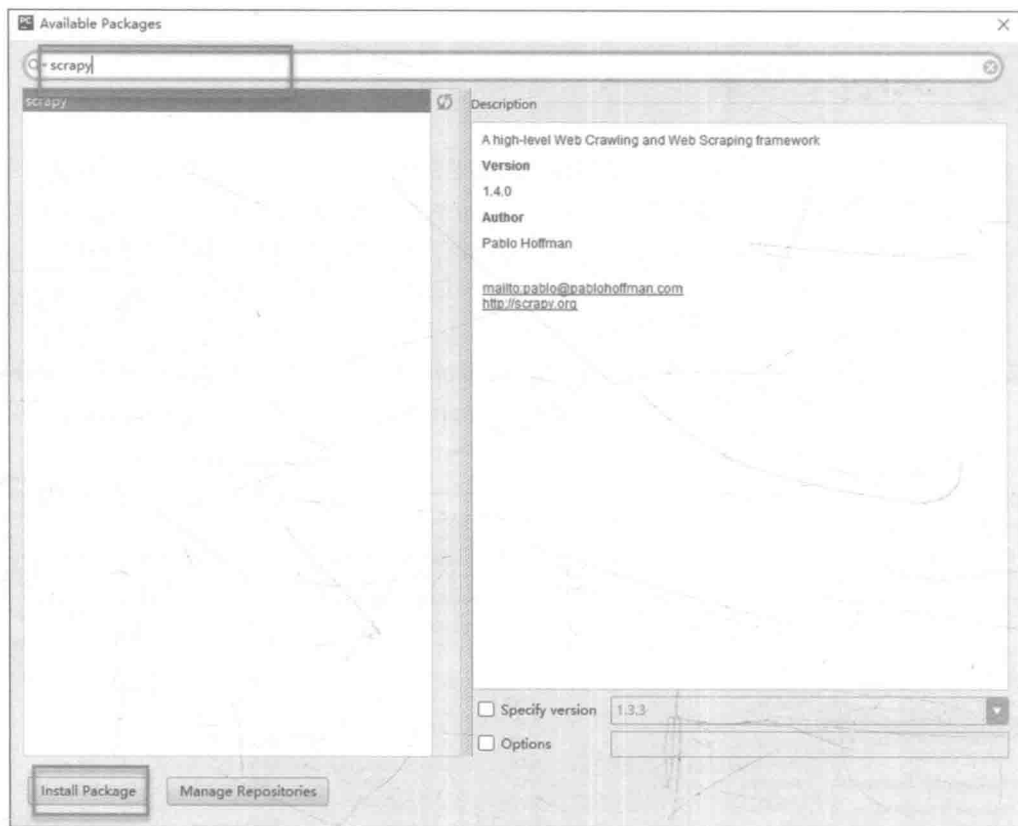 PC
Available Packages
scrapy
scrapy
Description
A high-level Web Crawling and Web Scraping framework
Version
1.4.0
Author
Pablo Hoffman
mailto:pablo@pablohoffman.com
http://scrapy.org
Specify version
1.3.3
Options
Install Package
Manage Repositories